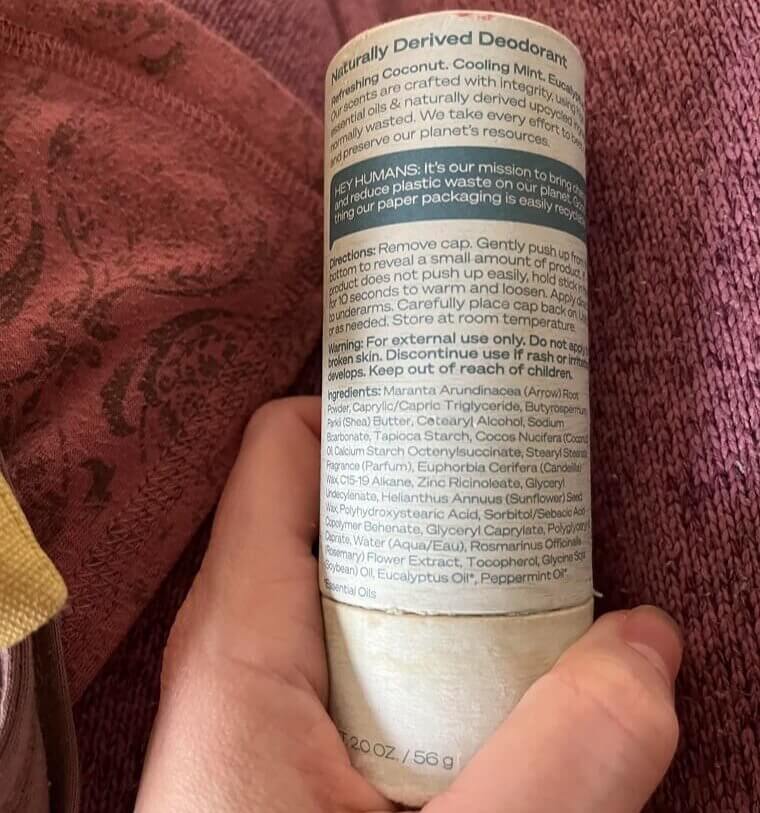 Naturally Derived Deodorant
Refreshing Coconut. Cooling Mint.
Our scents are crafted with integrity, using
essential oils & naturally derived upcycled
normally wasted. We take every effort to
and preserve our planet's resources.
HEY HUMANS: It's our mission to bring
and reduce plastic waste on our planet.
thing our paper packaging is easily
Directions: Remove cap. Gently push up from
bottom to reveal a small amount of product. If
product does not push up easily, hold stick in
for 10 seconds to warm and loosen. Apply
to underarms. Carefully place cap back on.
or as needed. Store at room temperature.
Warning: For external use only. Do not apply
broken skin. Discontinue use if rash or
develops. Keep out of reach of children.
Ingredients: Maranta Arundinacea (Arrow) Root
Powder, Caprylic/Capric Triglyceride, Butyrospermum
Parkii (Shea) Butter, Cetearyl Alcohol, Sodium
Bicarbonate, Tapioca Starch, Cocos Nucifera
Oil, Calcium Starch Octenylsuccinate, Stearyl
Fragrance (Parfum), Euphorbia Cerifera (Candelilla)
Wax, C15-19 Alkane, Zinc Ricinoleate, Glyceryl
Undecylenate, Helianthus Annuus (Sunflower) Seed
Wax, Polyhydroxystearic Acid, Sorbitol/Sebacic Acid
Copolymer Behenate, Glyceryl Caprylate,
Caprate, Water (Aqua/Eau), Rosmarinus Officinalis
(Rosemary) Flower Extract, Tocopherol, Glycine Soja
(Soybean) Oil, Eucalyptus Oil*, Peppermint Oil*
*Essential Oils
2.0 OZ. / 56 g